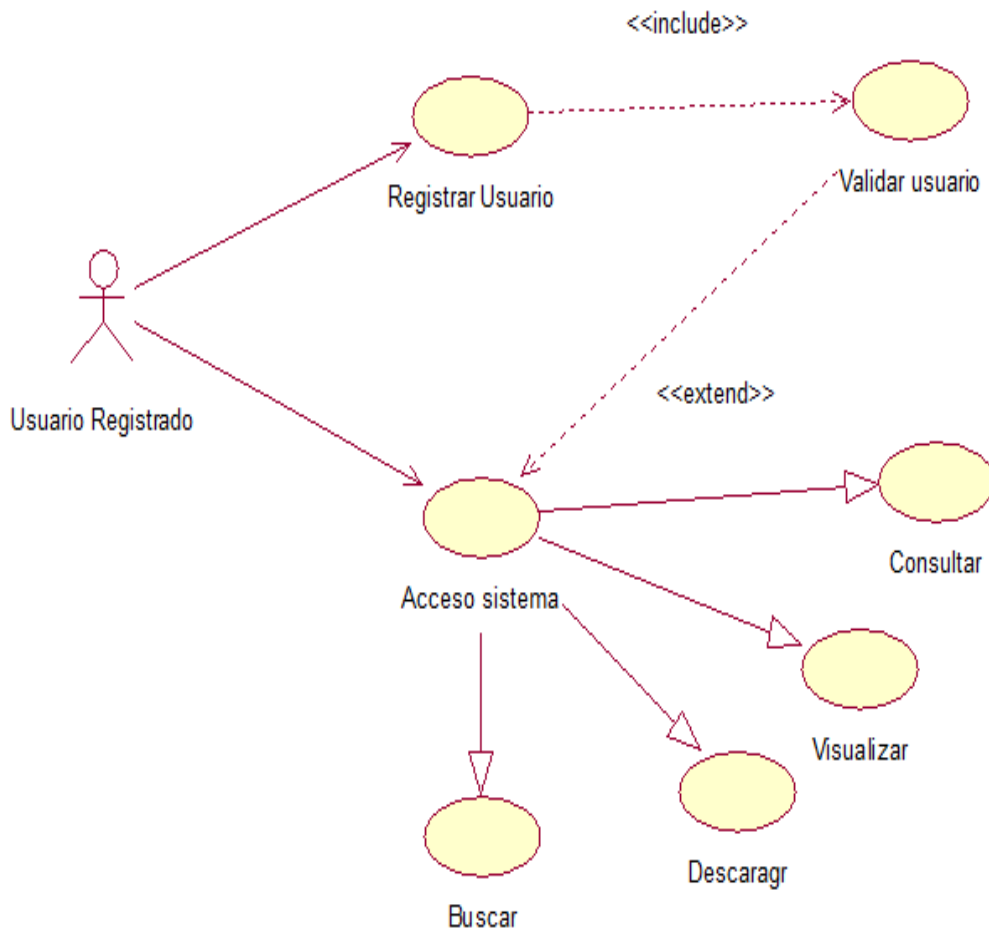 <<include>>
Registrar Usuario
Validar usuario
Usuario Registrado
<<extend>>
Consultar
Acceso sistema
Visualizar
Descaragr
Buscar